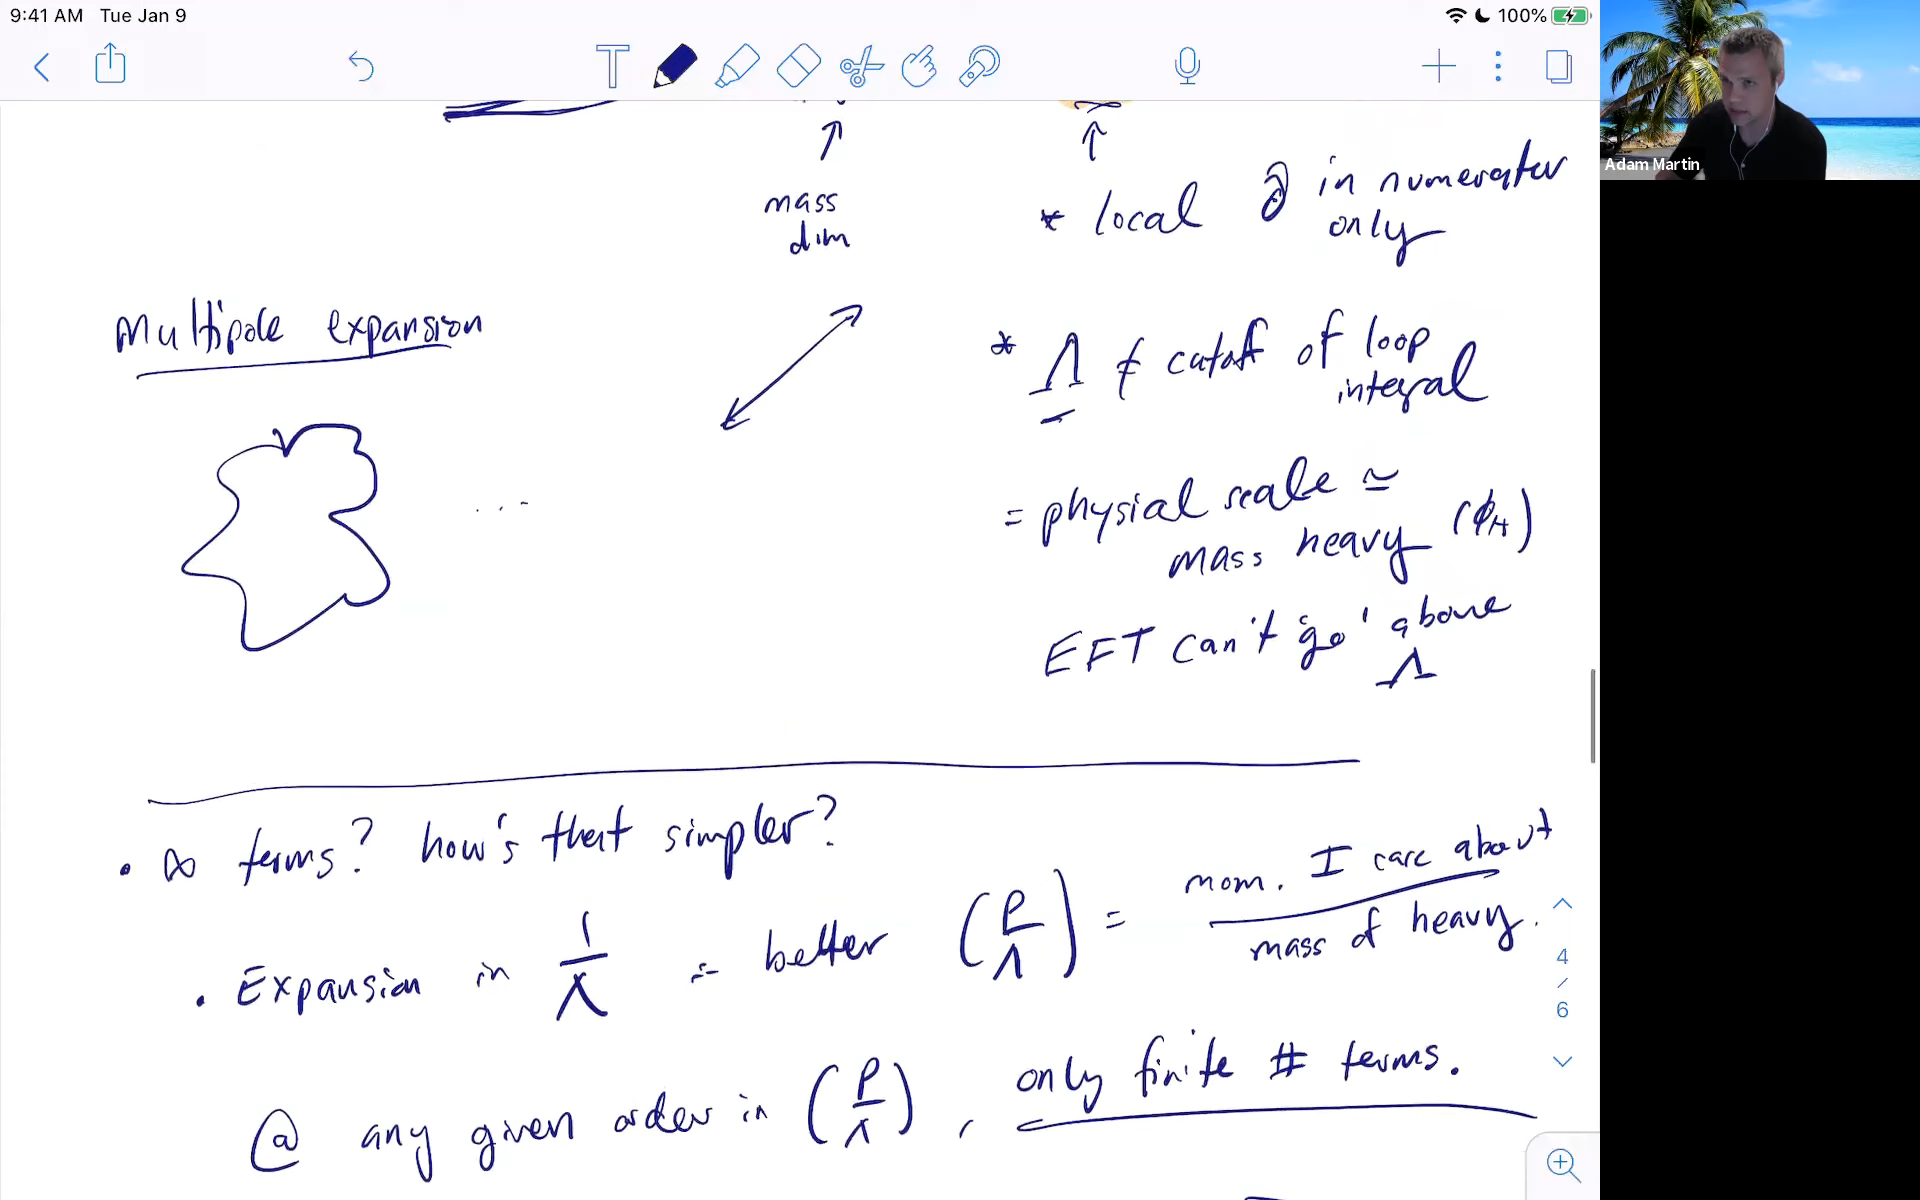 9:41 AM Tue Jan 9
100%
T
Adam Martin
mass
dim
* local ∂ in numerator
only
Multipole expansion
* Λ ≠ cutoff of loop
integral
...
= physial scale ≃
mass heavy (ϕH)
EFT can't 'go' above
Λ
• ∞ terms? how's that simpler?
• Expansion in 1/Λ = better (p/Λ) = mom. I care about / mass of heavy.
4
/
6
@ any given order in (p/Λ), only finite # terms.